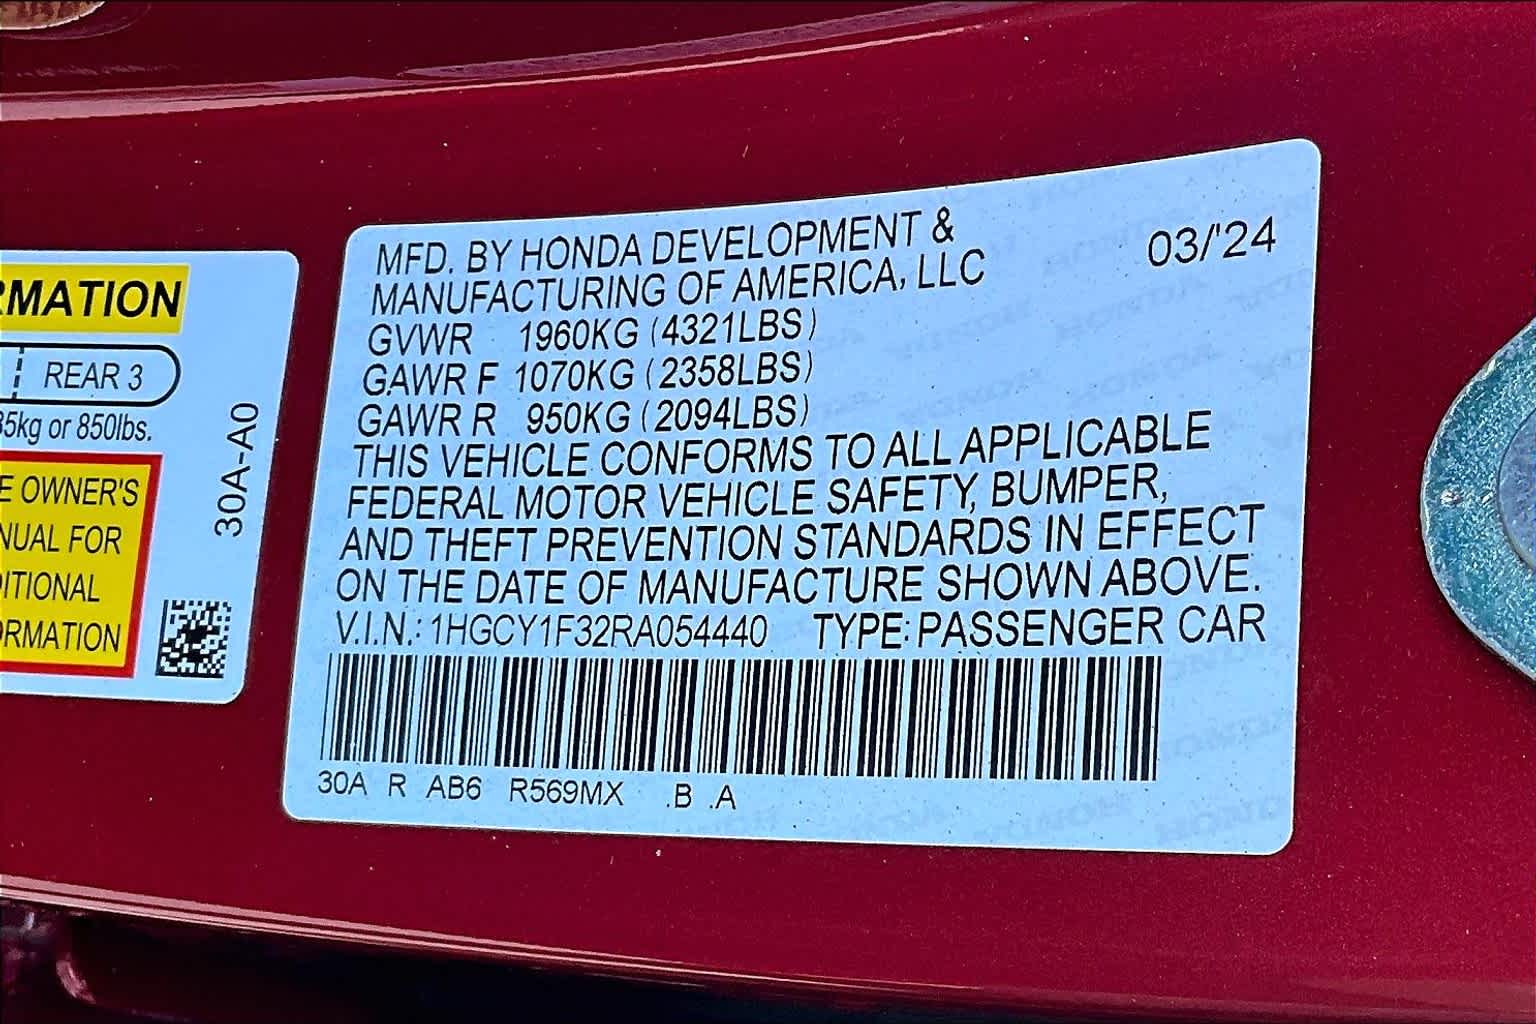 RMATION
REAR 3
85kg or 850lbs.
E OWNER'S
NUAL FOR
DITIONAL
ORMATION
30A-A0
MFD. BY HONDA DEVELOPMENT &
MANUFACTURING OF AMERICA, LLC
03/'24
GVWR 1960KG (4321LBS)
GAWR F 1070KG (2358LBS)
GAWR R 950KG (2094LBS)
THIS VEHICLE CONFORMS TO ALL APPLICABLE
FEDERAL MOTOR VEHICLE SAFETY, BUMPER,
AND THEFT PREVENTION STANDARDS IN EFFECT
ON THE DATE OF MANUFACTURE SHOWN ABOVE.
V.I.N.: 1HGCY1F32RA054440 TYPE: PASSENGER CAR
30A R AB6 R569MX .B .A